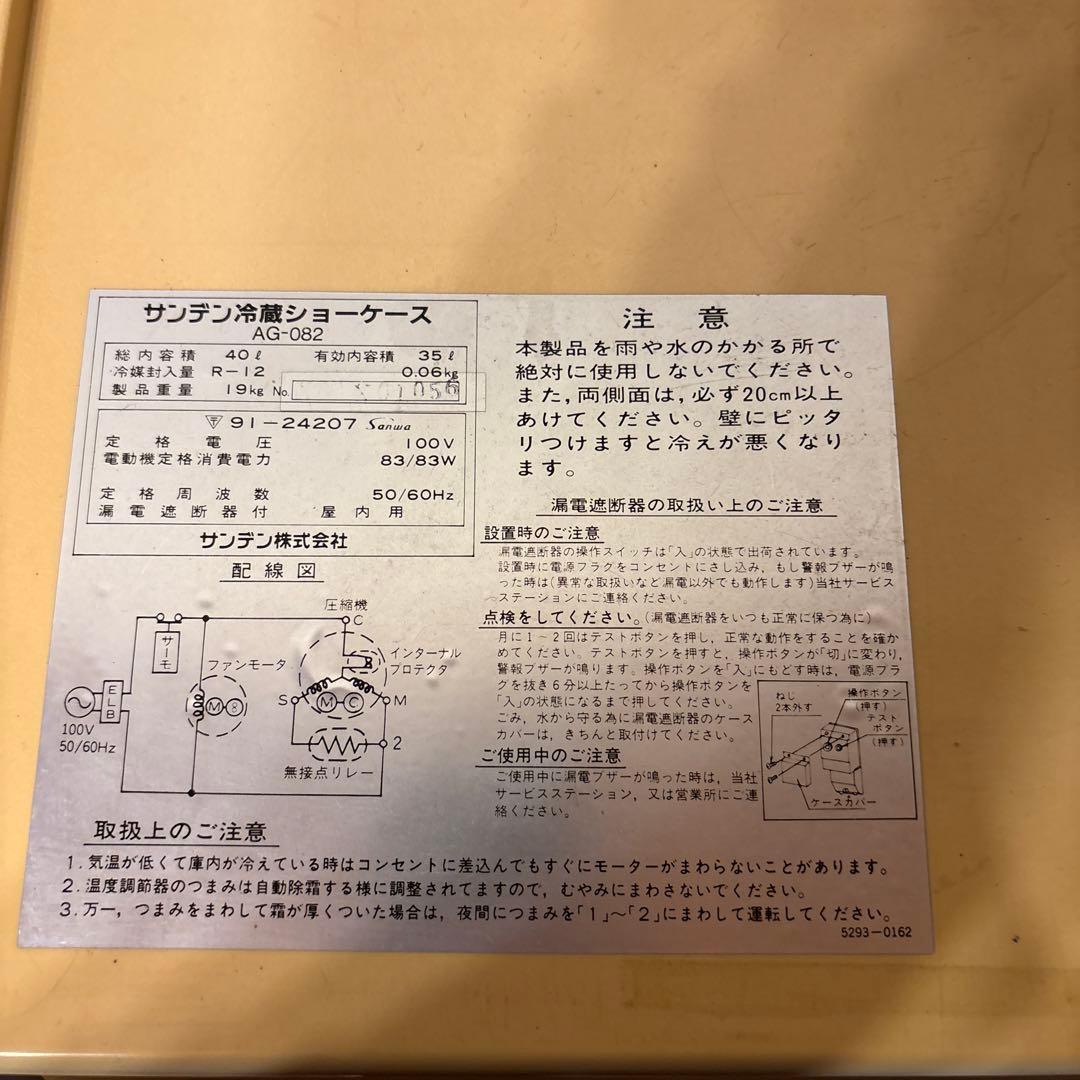 サンデン冷蔵ショーケース
AG-082
総内容積 40ℓ 有効内容積 35ℓ
冷媒封入量 R-12 0.06kg
製品重量 19kg No.
91-24207 Sanwa
定格電圧 100V
電動機定格消費電力 83/83W
定格周波数 50/60Hz
漏電遮断器付 屋内用
サンデン株式会社
配線図
圧縮機
C
サーモ
ファンモータ
インターナル
プロテクタ
ELB
M
S
M C
M
100V
50/60Hz
2
無接点リレー
注意
本製品を雨や水のかかる所で
絶対に使用しないでください。
また,両側面は,必ず20cm以上
あけてください。壁にピッタ
リつけますと冷えが悪くなり
ます。
漏電遮断器の取扱い上のご注意
設置時のご注意
漏電遮断器の操作スイッチは「入」の状態で出荷されています。
設置時に電源プラグをコンセントにさし込み,もし警報ブザーが鳴
った時は(異常な取扱いなど漏電以外でも動作します)当社サービス
ステーションにご連絡ください。
点検をしてください。(漏電遮断器をいつも正常に保つ為に)
月に1~2回はテストボタンを押し,正常な動作をすることを確か
めてください。テストボタンを押すと,操作ボタンが「切」に変わり,
警報ブザーが鳴ります。操作ボタンを「入」にもどす時は,電源プラ
グを抜き6分以上たってから操作ボタンを
「入」の状態になるまで押してください。
ごみ,水から守る為に漏電遮断器のケース
カバーは,きちんと取付けてください。
ご使用中のご注意
ご使用中に漏電ブザーが鳴った時は,当社
サービスステーション,又は営業所にご連
絡ください。
ねじ
2本外す
操作ボタン
(押す)
テスト
ボタン
(押す)
ケースカバー
取扱上のご注意
1.気温が低くて庫内が冷えている時はコンセントに差込んでもすぐにモーターがまわらないことがあります。
2.温度調節器のつまみは自動除霜する様に調整されてますので,むやみにまわさないでください。
3.万一,つまみをまわして霜が厚くついた場合は,夜間につまみを「1」~「2」にまわして運転してください。
5293-0162